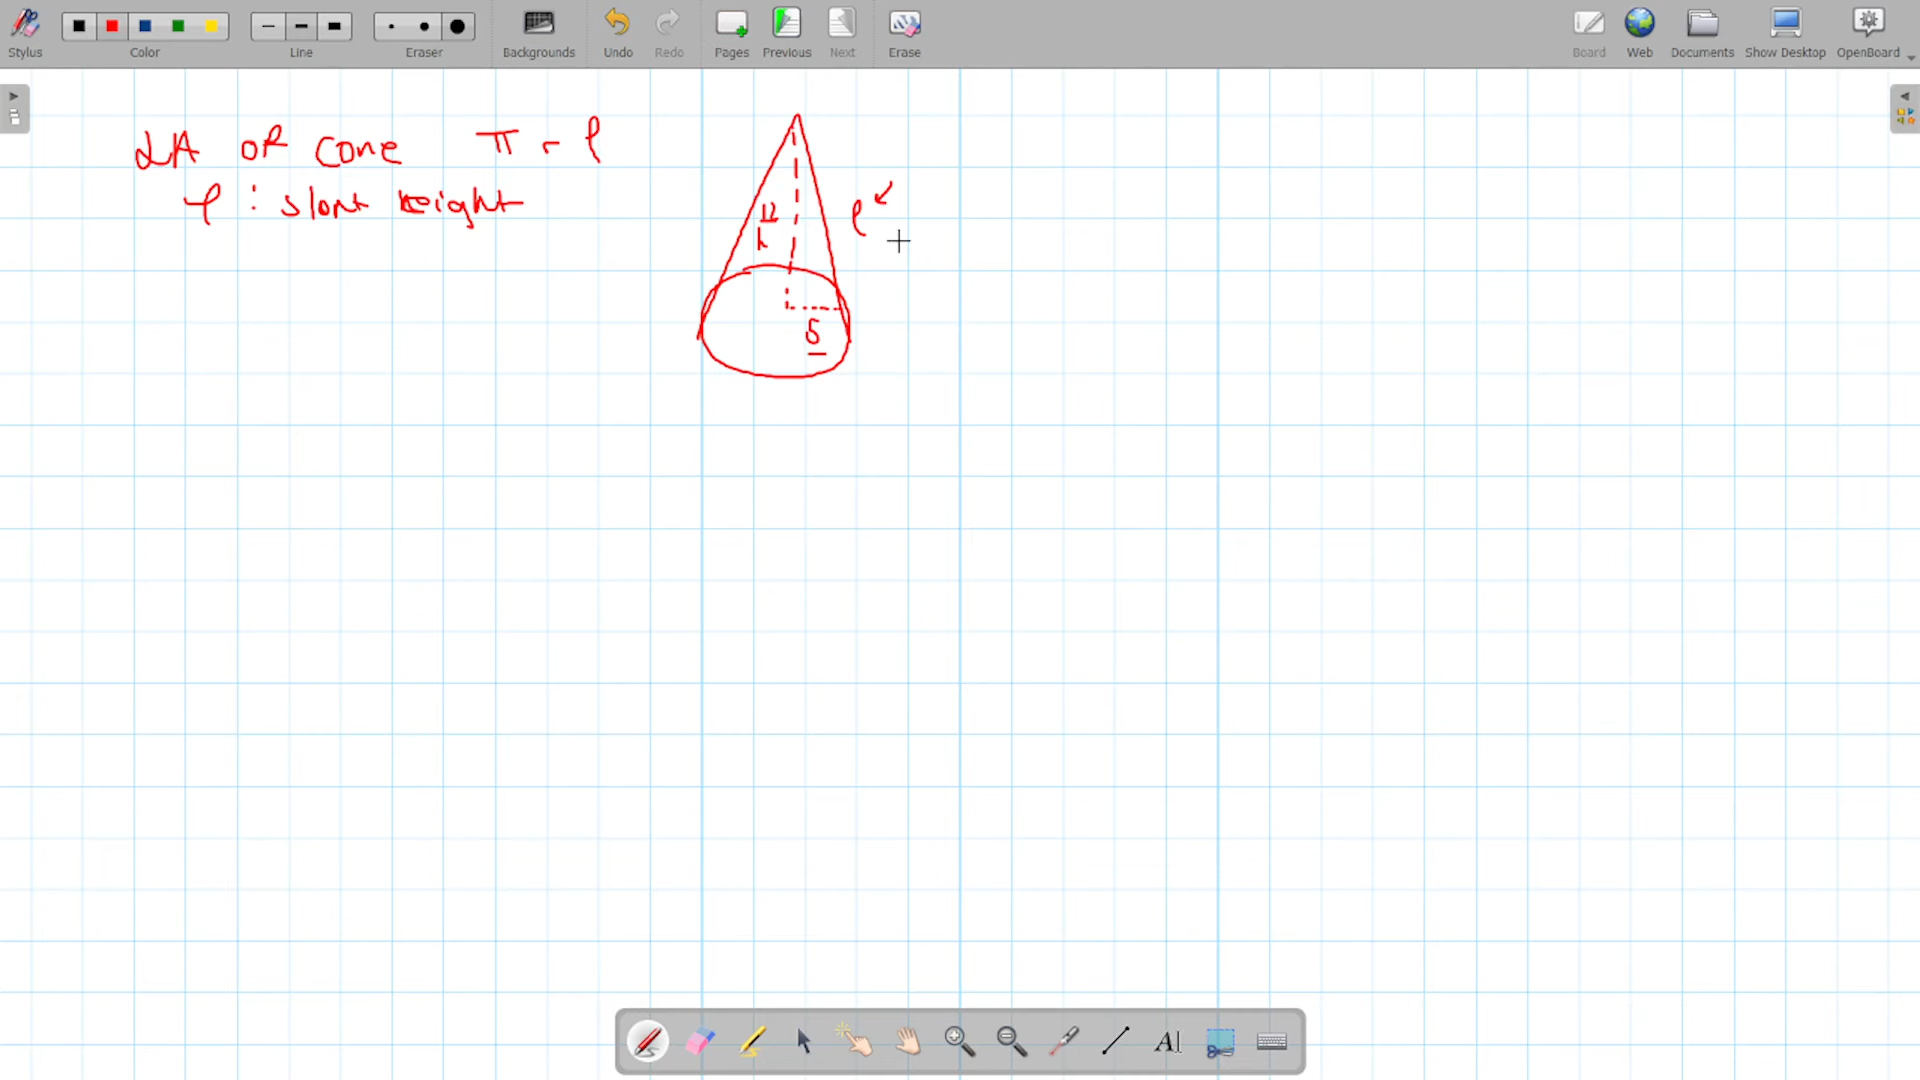 Stylus
Color
Line
Eraser
Backgrounds
Undo
Redo
Pages
Previous
Next
Erase
Board
Web
Documents
Show Desktop
OpenBoard
LA of cone π r l
l : slant height
12
h
l
5